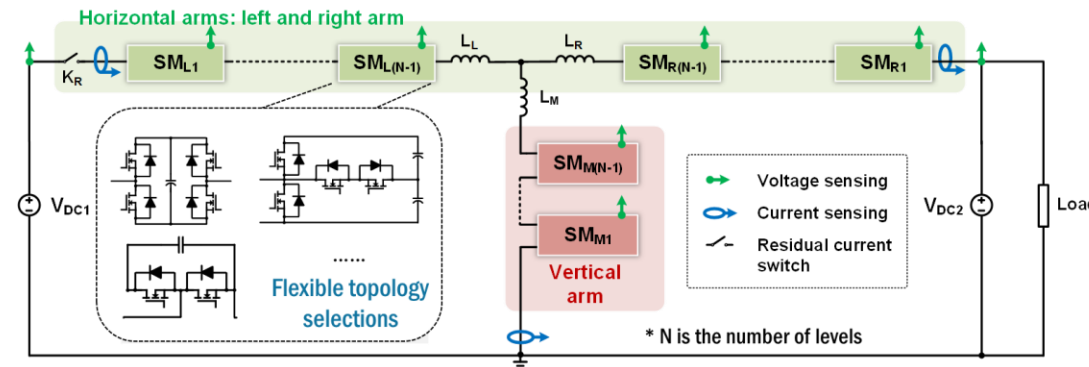 Horizontal arms: left and right arm
K_R
SM_L1
SM_L(N-1)
L_L
L_R
SM_R(N-1)
SM_R1
L_M
SM_M(N-1)
SM_M1
Vertical
arm
V_DC1
......
Flexible topology
selections
Voltage sensing
Current sensing
Residual current
switch
V_DC2
Load
* N is the number of levels